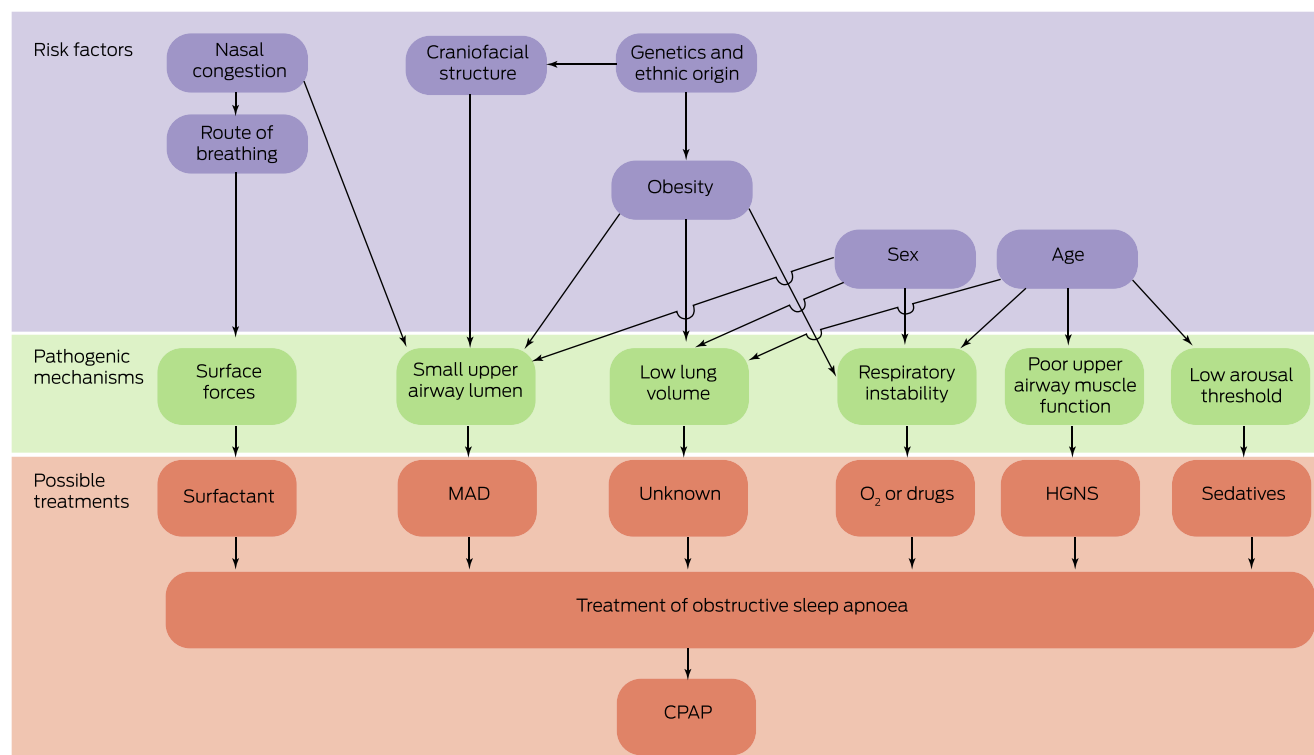 Risk factors
Nasal
congestion
Craniofacial
structure
Genetics and
ethnic origin
Route of
breathing
Obesity
Sex
Age
Pathogenic
mechanisms
Surface
forces
Small upper
airway lumen
Low lung
volume
Respiratory
instability
Poor upper
airway muscle
function
Low arousal
threshold
Possible
treatments
Surfactant
MAD
Unknown
O₂ or drugs
HGNS
Sedatives
Treatment of obstructive sleep apnoea
CPAP